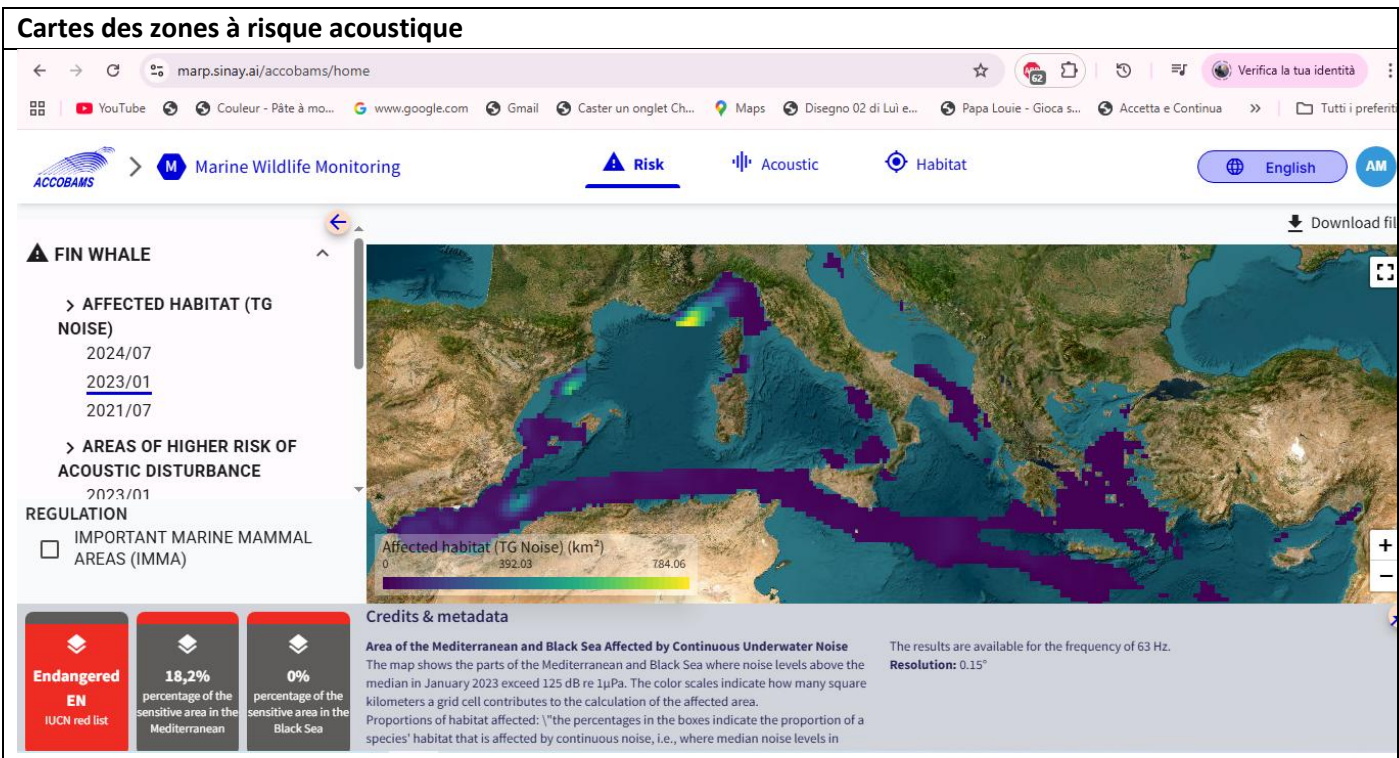 Cartes des zones à risque acoustique
marp.sinay.ai/accobams/home
62
Verifica la tua identità
YouTube
Couleur - Pâte à mo...
www.google.com
Gmail
Caster un onglet Ch...
Maps
Disegno 02 di Luì e...
Papa Louie - Gioca s...
Accetta e Continua
Tutti i preferiti
ACCOBAMS
M
Marine Wildlife Monitoring
Risk
Acoustic
Habitat
English
AM
Download fil
FIN WHALE
> AFFECTED HABITAT (TG
NOISE)
2024/07
2023/01
2021/07
> AREAS OF HIGHER RISK OF
ACOUSTIC DISTURBANCE
2023/01
REGULATION
IMPORTANT MARINE MAMMAL
AREAS (IMMA)
Affected habitat (TG Noise) (km²)
0 392.03 784.06
+
−
Endangered
EN
IUCN red list
18,2%
percentage of the
sensitive area in the
Mediterranean
0%
percentage of the
sensitive area in the
Black Sea
Credits & metadata
Area of the Mediterranean and Black Sea Affected by Continuous Underwater Noise
The map shows the parts of the Mediterranean and Black Sea where noise levels above the
median in January 2023 exceed 125 dB re 1µPa. The color scales indicate how many square
kilometers a grid cell contributes to the calculation of the affected area.
Proportions of habitat affected: \"the percentages in the boxes indicate the proportion of a
species' habitat that is affected by continuous noise, i.e., where median noise levels in
The results are available for the frequency of 63 Hz.
Resolution: 0.15°